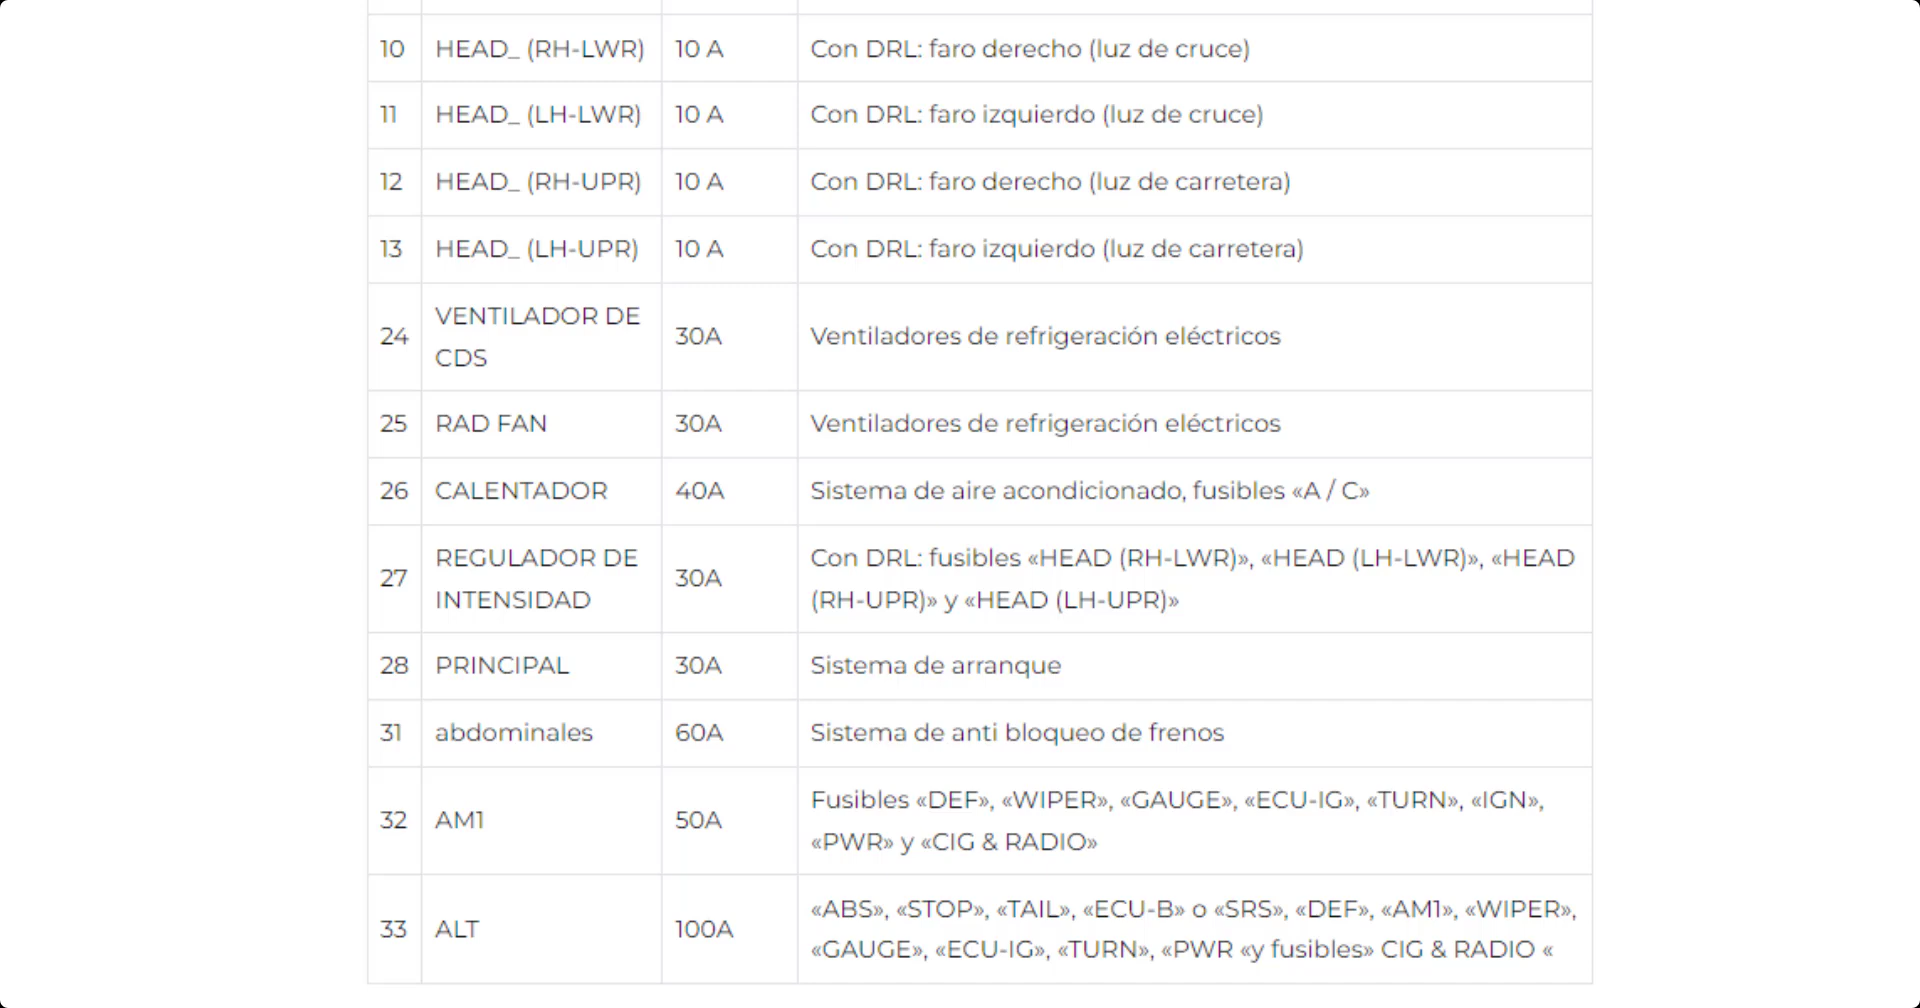 10 HEAD_ (RH-LWR) 10 A Con DRL: faro derecho (luz de cruce)
11 HEAD_ (LH-LWR) 10 A Con DRL: faro izquierdo (luz de cruce)
12 HEAD_ (RH-UPR) 10 A Con DRL: faro derecho (luz de carretera)
13 HEAD_ (LH-UPR) 10 A Con DRL: faro izquierdo (luz de carretera)
24 VENTILADOR DE
CDS 30A Ventiladores de refrigeración eléctricos
25 RAD FAN 30A Ventiladores de refrigeración eléctricos
26 CALENTADOR 40A Sistema de aire acondicionado, fusibles «A / C»
27 REGULADOR DE
INTENSIDAD 30A Con DRL: fusibles «HEAD (RH-LWR)», «HEAD (LH-LWR)», «HEAD
(RH-UPR)» y «HEAD (LH-UPR)»
28 PRINCIPAL 30A Sistema de arranque
31 abdominales 60A Sistema de anti bloqueo de frenos
32 AM1 50A Fusibles «DEF», «WIPER», «GAUGE», «ECU-IG», «TURN», «IGN»,
«PWR» y «CIG & RADIO»
33 ALT 100A «ABS», «STOP», «TAIL», «ECU-B» o «SRS», «DEF», «AM1», «WIPER»,
«GAUGE», «ECU-IG», «TURN», «PWR «y fusibles» CIG & RADIO «